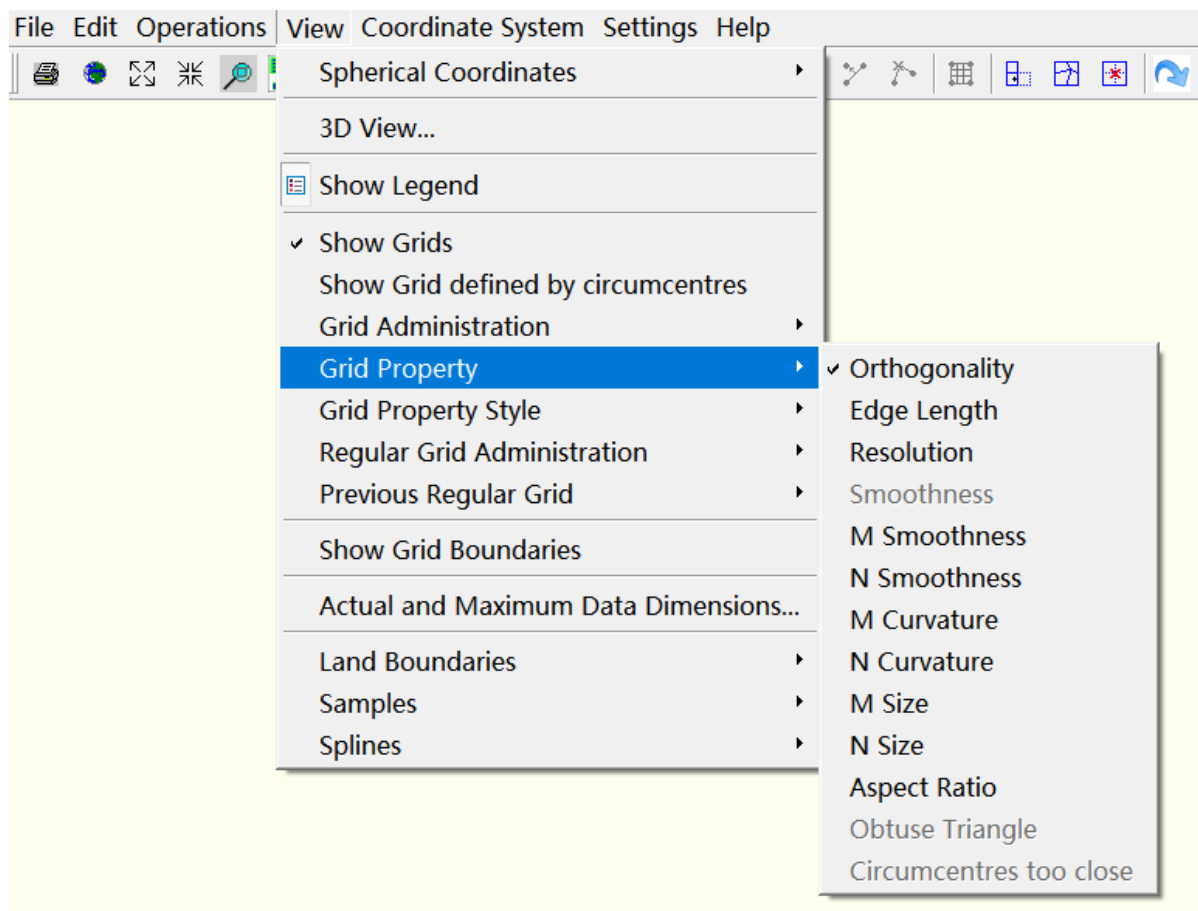 File Edit Operations View Coordinate System Settings Help
Spherical Coordinates
3D View...
Show Legend
Show Grids
Show Grid defined by circumcentres
Grid Administration
Grid Property
Grid Property Style
Regular Grid Administration
Previous Regular Grid
Show Grid Boundaries
Actual and Maximum Data Dimensions...
Land Boundaries
Samples
Splines
Orthogonality
Edge Length
Resolution
Smoothness
M Smoothness
N Smoothness
M Curvature
N Curvature
M Size
N Size
Aspect Ratio
Obtuse Triangle
Circumcentres too close